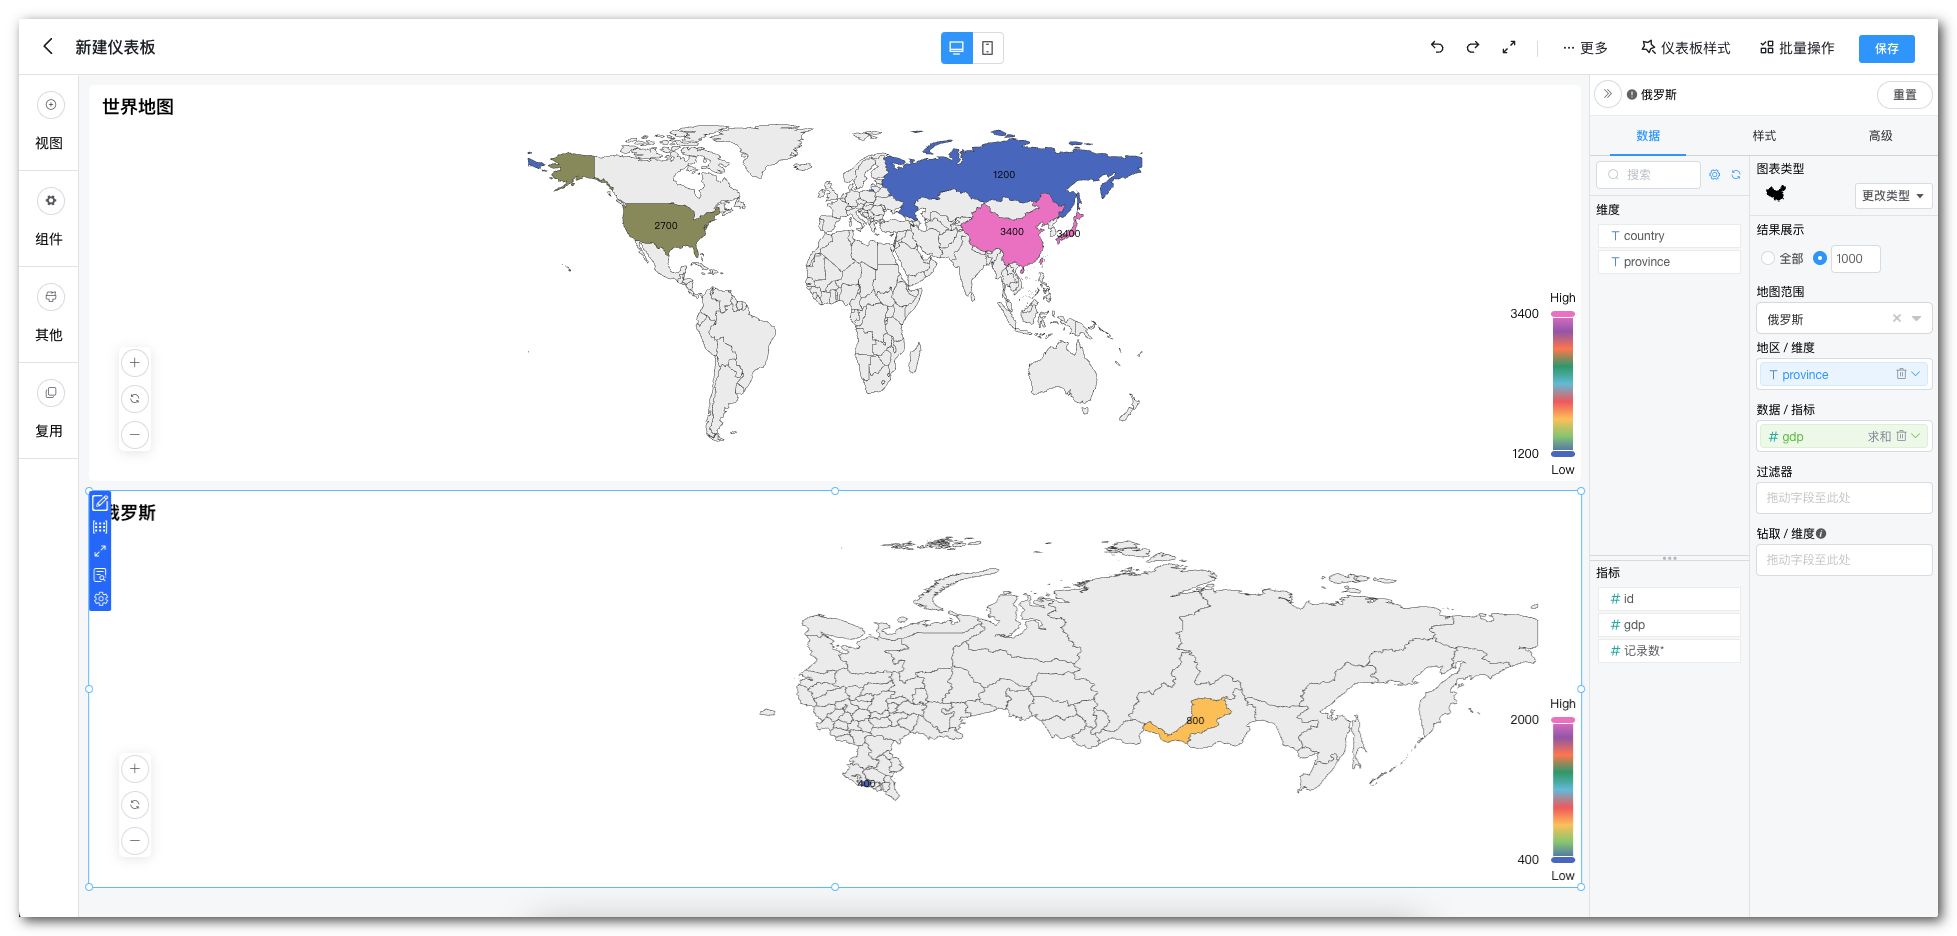 新建仪表板
更多
仪表板样式
批量操作
保存
视图
组件
其他
复用
世界地图
1200
2700
3400
3400
High
3400
1200
Low
俄罗斯
800
400
High
2000
400
Low
俄罗斯
重置
数据
样式
高级
搜索
维度
T country
T province
指标
# id
# gdp
# 记录数*
图表类型
更改类型
结果展示
全部
1000
地图范围
俄罗斯
地区 / 维度
T province
数据 / 指标
# gdp 求和
过滤器
拖动字段至此处
钻取 / 维度
拖动字段至此处